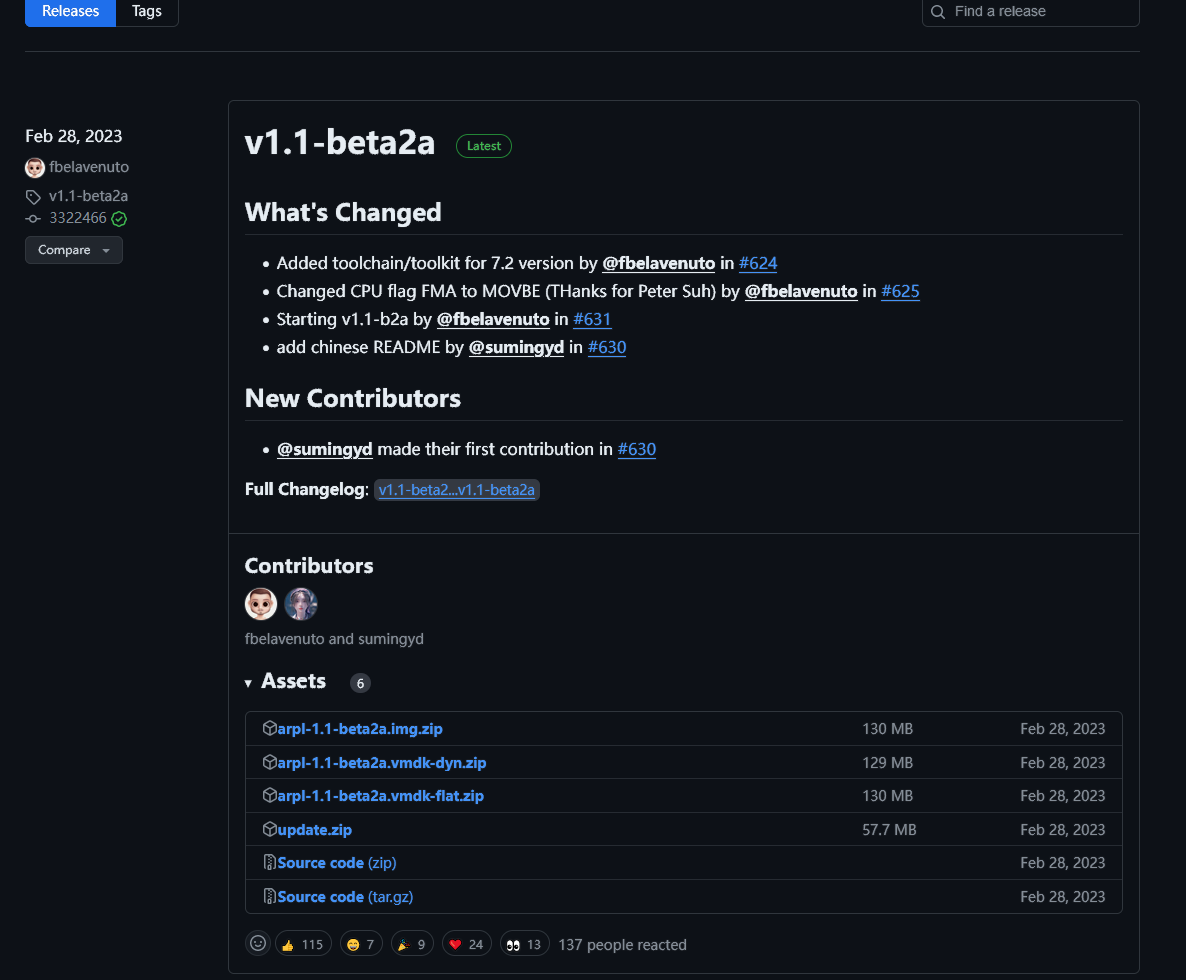 Releases
Tags
Find a release
Feb 28, 2023
fbelavenuto
v1.1-beta2a
3322466
Compare
v1.1-beta2a Latest
What's Changed
Added toolchain/toolkit for 7.2 version by @fbelavenuto in #624
Changed CPU flag FMA to MOVBE (THanks for Peter Suh) by @fbelavenuto in #625
Starting v1.1-b2a by @fbelavenuto in #631
add chinese README by @sumingyd in #630
New Contributors
@sumingyd made their first contribution in #630
Full Changelog: v1.1-beta2...v1.1-beta2a
Contributors
fbelavenuto and sumingyd
Assets 6
arpl-1.1-beta2a.img.zip 130 MB Feb 28, 2023
arpl-1.1-beta2a.vmdk-dyn.zip 129 MB Feb 28, 2023
arpl-1.1-beta2a.vmdk-flat.zip 130 MB Feb 28, 2023
update.zip 57.7 MB Feb 28, 2023
Source code (zip) Feb 28, 2023
Source code (tar.gz) Feb 28, 2023
115 7 9 24 13 137 people reacted